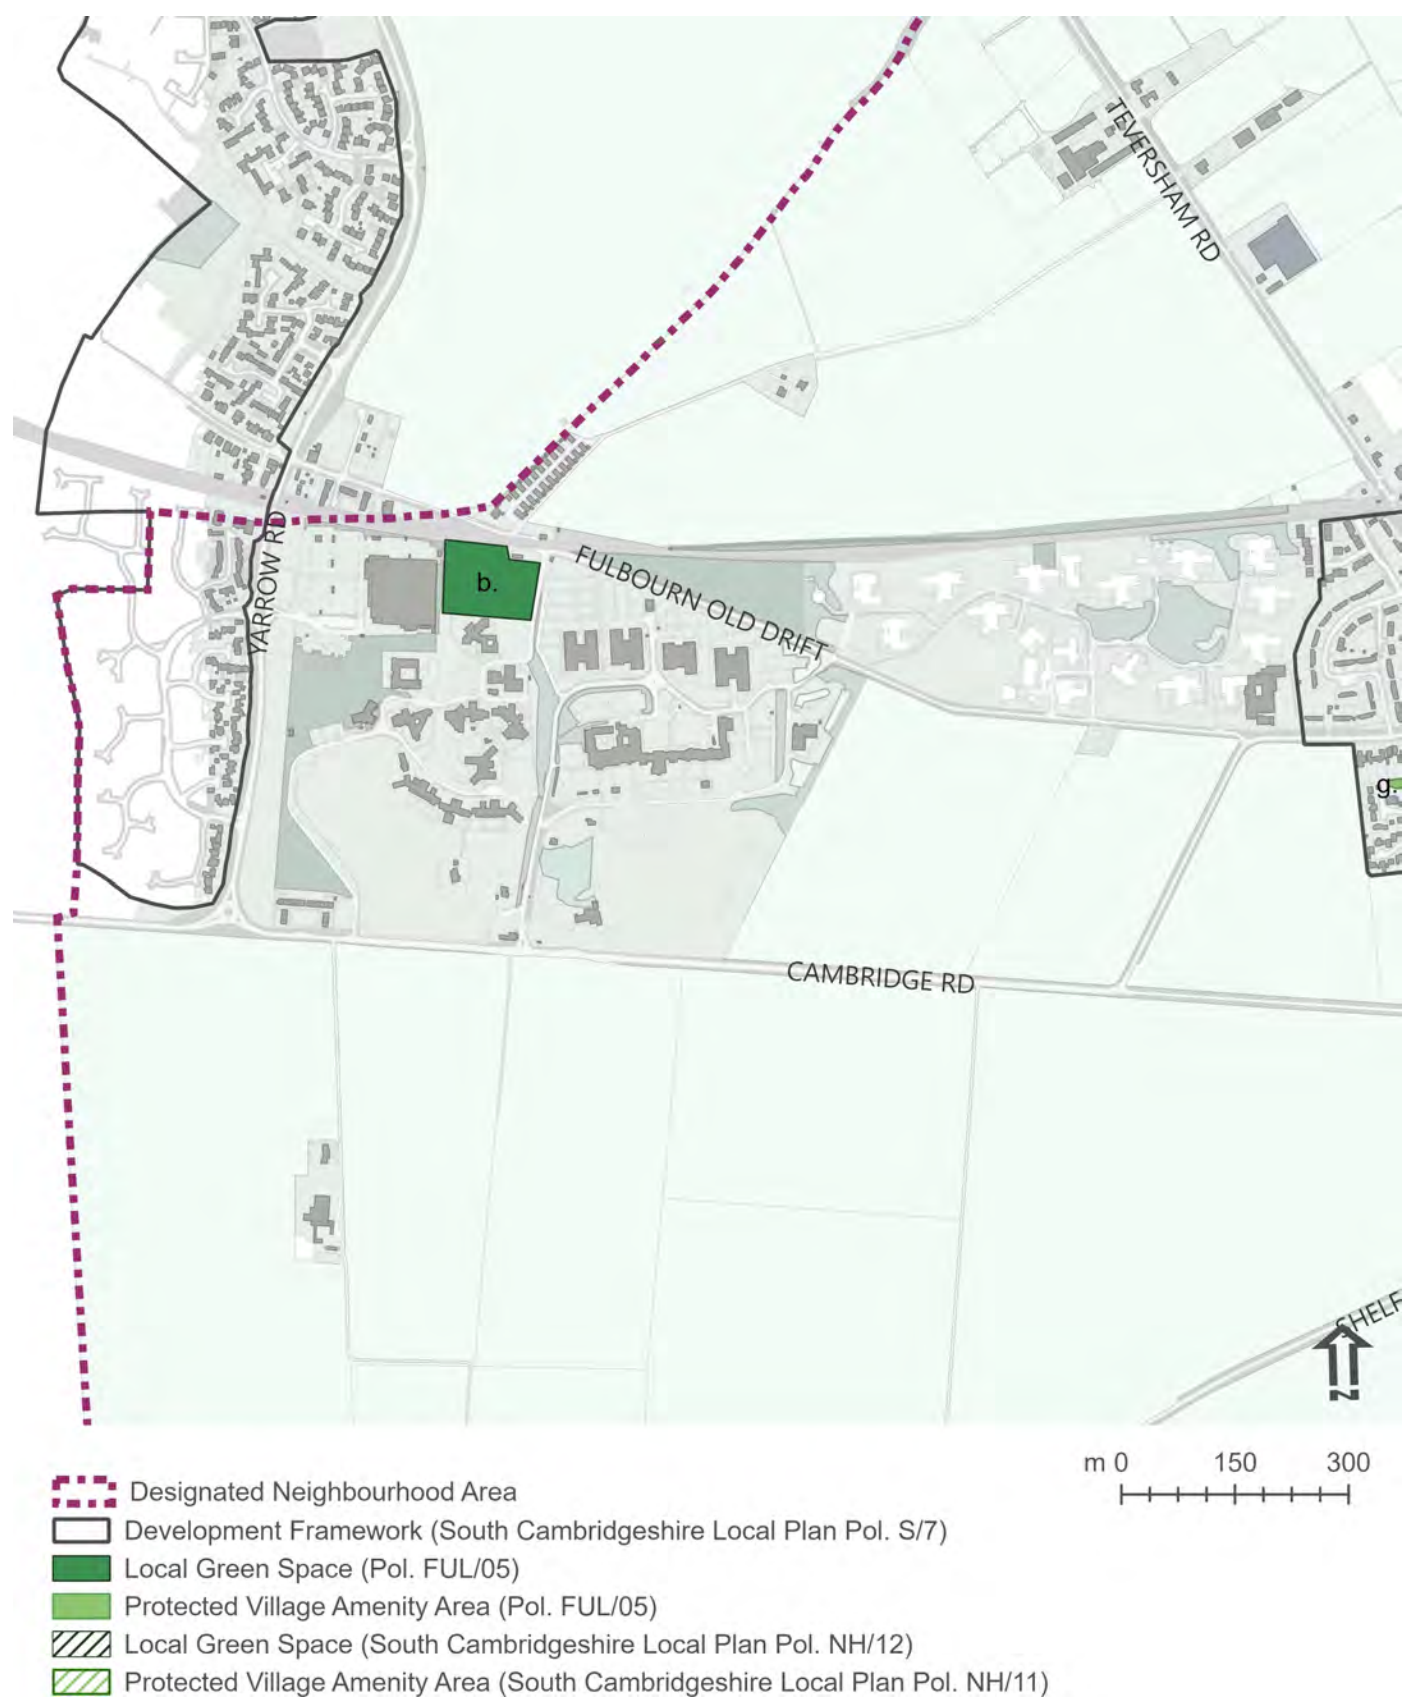 TEVERSHAM RD
YARROW RD
b.
FULBOURN OLD DRIFT
g.
CAMBRIDGE RD
SHELF
N
m 0 150 300
Designated Neighbourhood Area
Development Framework (South Cambridgeshire Local Plan Pol. S/7)
Local Green Space (Pol. FUL/05)
Protected Village Amenity Area (Pol. FUL/05)
Local Green Space (South Cambridgeshire Local Plan Pol. NH/12)
Protected Village Amenity Area (South Cambridgeshire Local Plan Pol. NH/11)